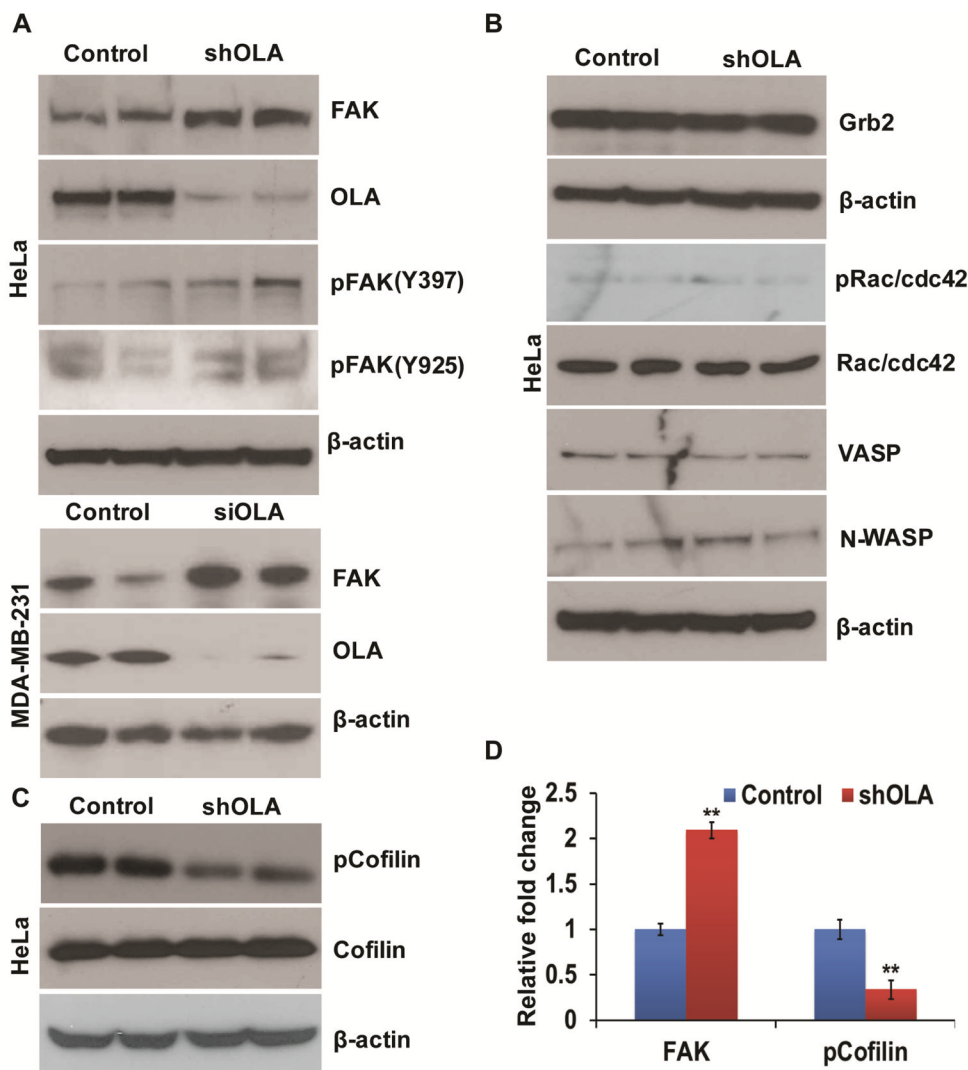 A
Control shOLA
FAK
OLA
pFAK(Y397)
pFAK(Y925)
β-actin
HeLa
Control siOLA
FAK
OLA
β-actin
MDA-MB-231
B
Control shOLA
Grb2
β-actin
pRac/cdc42
Rac/cdc42
VASP
N-WASP
β-actin
HeLa
C
Control shOLA
pCofilin
Cofilin
β-actin
HeLa
D
Control shOLA
Relative fold change
2.5
2
1.5
1
0.5
0
**
**
FAK pCofilin